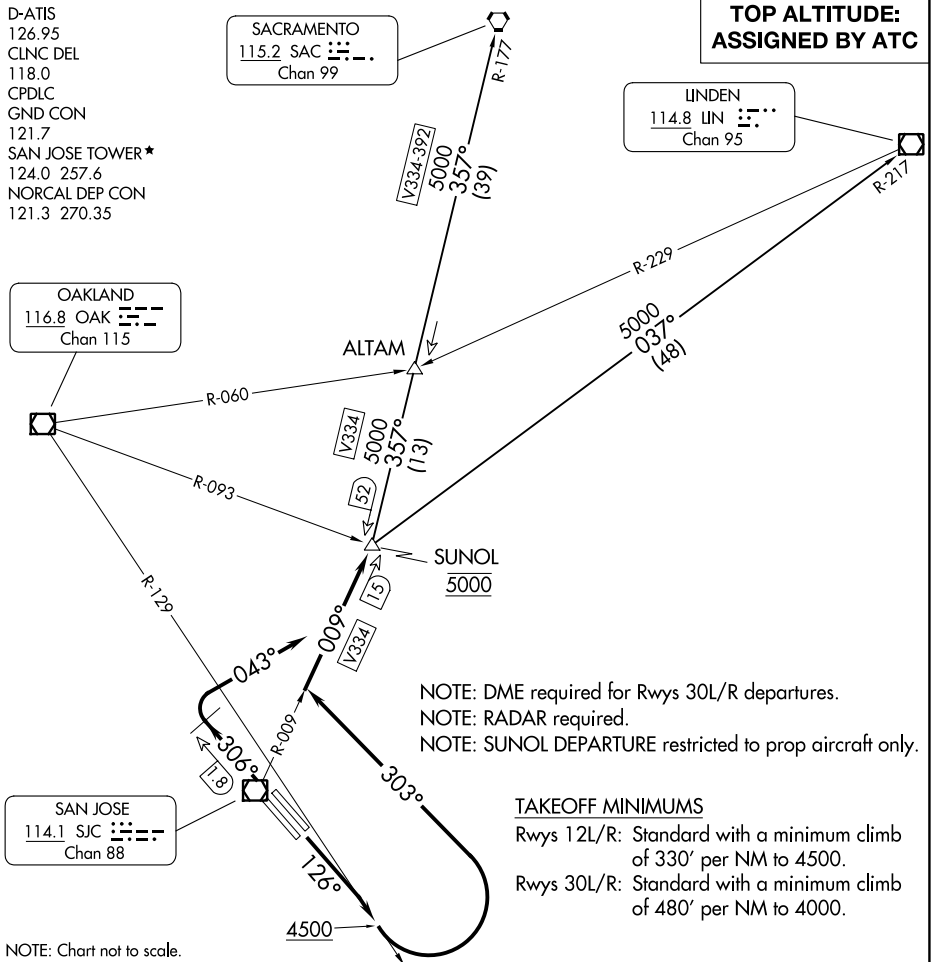 D-ATIS
126.95
CLNC DEL
118.0
CPDLC
GND CON
121.7
SAN JOSE TOWER★
124.0 257.6
NORCAL DEP CON
121.3 270.35
SACRAMENTO
115.2 SAC
Chan 99
R-177
TOP ALTITUDE:
ASSIGNED BY ATC
LINDEN
114.8 LIN
Chan 95
R-217
V334-392
5000
357°
(39)
R-229
5000
037°
(48)
OAKLAND
116.8 OAK
Chan 115
ALTAM
R-060
V334
5000
357°
(13)
R-093
52
SUNOL
5000
15
R-129
009°
V334
043°
R-009
306°
1.8
303°
NOTE: DME required for Rwys 30L/R departures.
NOTE: RADAR required.
NOTE: SUNOL DEPARTURE restricted to prop aircraft only.
SAN JOSE
114.1 SJC
Chan 88
126°
4500
TAKEOFF MINIMUMS
Rwys 12L/R: Standard with a minimum climb
of 330' per NM to 4500.
Rwys 30L/R: Standard with a minimum climb
of 480' per NM to 4000.
NOTE: Chart not to scale.